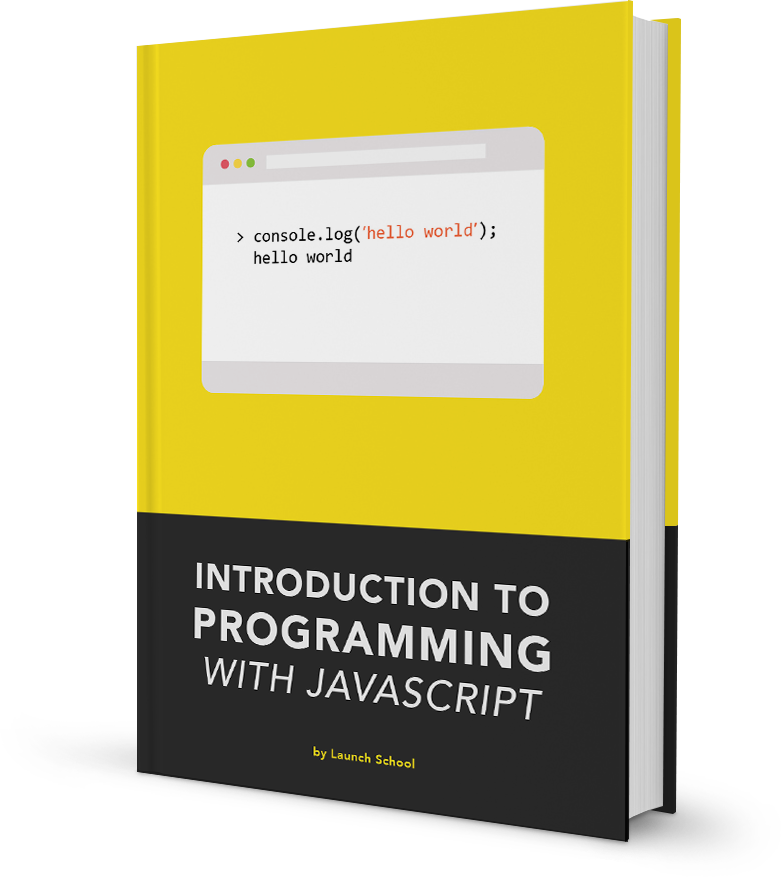 > console.log('hello world');
hello world
INTRODUCTION TO
PROGRAMMING
WITH JAVASCRIPT
by Launch School